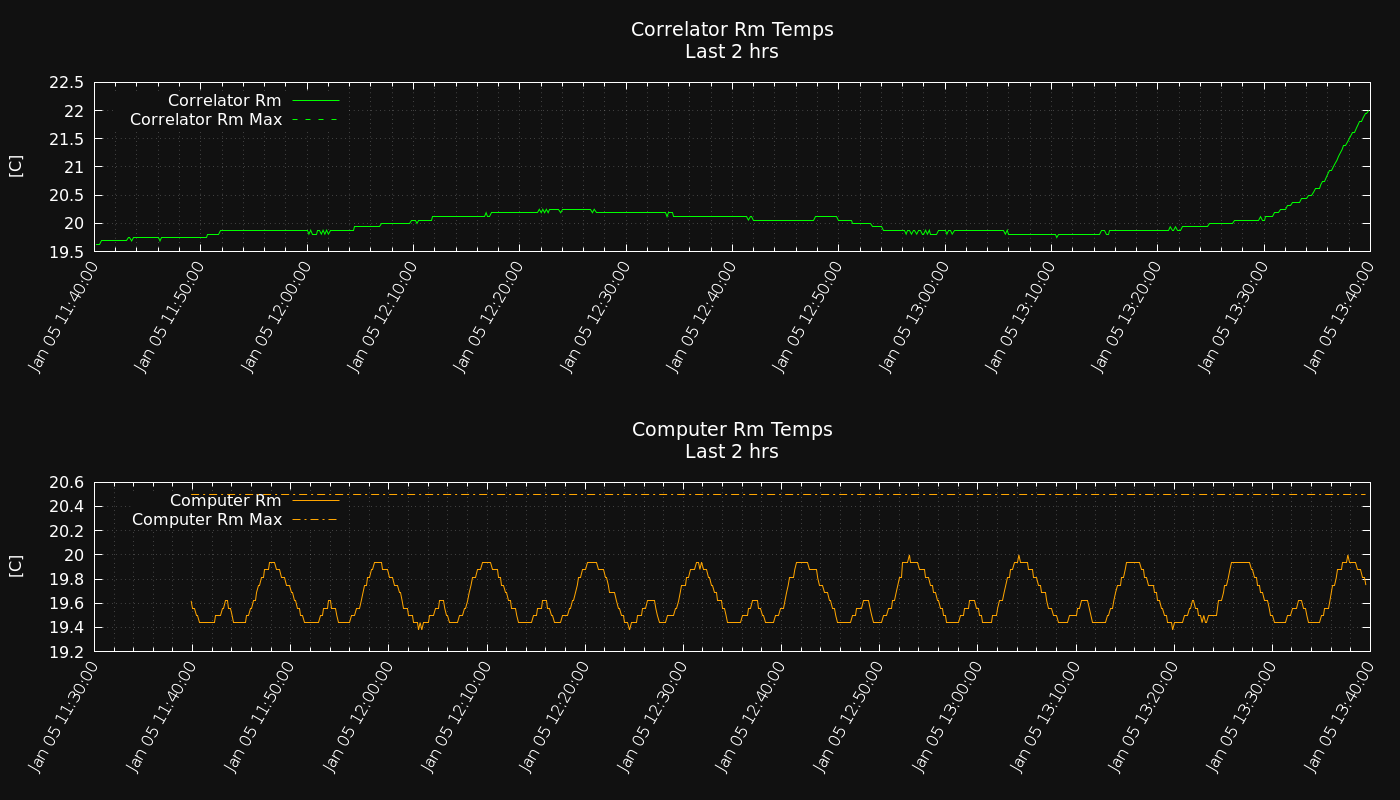 Correlator Rm Temps
Last 2 hrs
22.5
22
21.5
21
20.5
20
19.5
[C]
Correlator Rm
Correlator Rm Max
Jan 05 11:40:00
Jan 05 11:50:00
Jan 05 12:00:00
Jan 05 12:10:00
Jan 05 12:20:00
Jan 05 12:30:00
Jan 05 12:40:00
Jan 05 12:50:00
Jan 05 13:00:00
Jan 05 13:10:00
Jan 05 13:20:00
Jan 05 13:30:00
Jan 05 13:40:00
Computer Rm Temps
Last 2 hrs
20.6
20.4
20.2
20
19.8
19.6
19.4
19.2
[C]
Computer Rm
Computer Rm Max
Jan 05 11:30:00
Jan 05 11:40:00
Jan 05 11:50:00
Jan 05 12:00:00
Jan 05 12:10:00
Jan 05 12:20:00
Jan 05 12:30:00
Jan 05 12:40:00
Jan 05 12:50:00
Jan 05 13:00:00
Jan 05 13:10:00
Jan 05 13:20:00
Jan 05 13:30:00
Jan 05 13:40:00